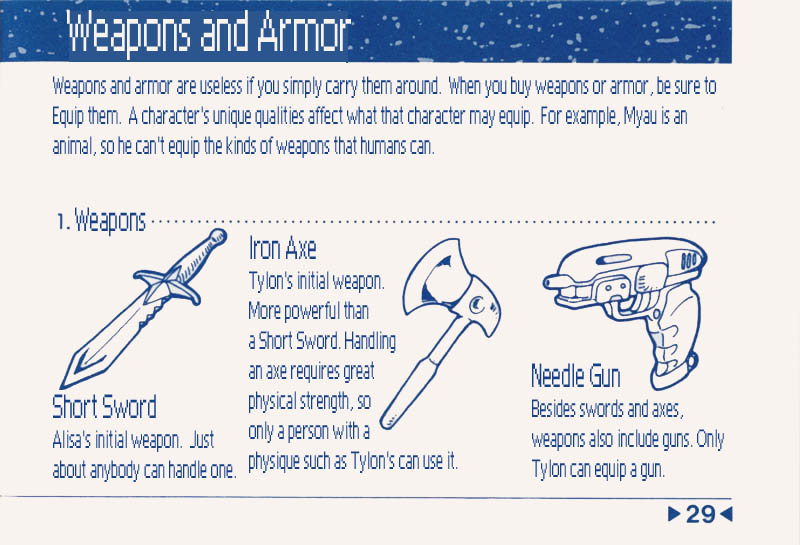 Weapons and Armor
Weapons and armor are useless if you simply carry them around. When you buy weapons or armor, be sure to
Equip them. A character's unique qualities affect what that character may equip. For example, Myau is an
animal, so he can't equip the kinds of weapons that humans can.
1. Weapons
Short Sword
Alisa's initial weapon. Just
about anybody can handle one.
Iron Axe
Tylon's initial weapon.
More powerful than
a Short Sword. Handling
an axe requires great
physical strength, so
only a person with a
physique such as Tylon's can use it.
Needle Gun
Besides swords and axes,
weapons also include guns. Only
Tylon can equip a gun.
▶29◀